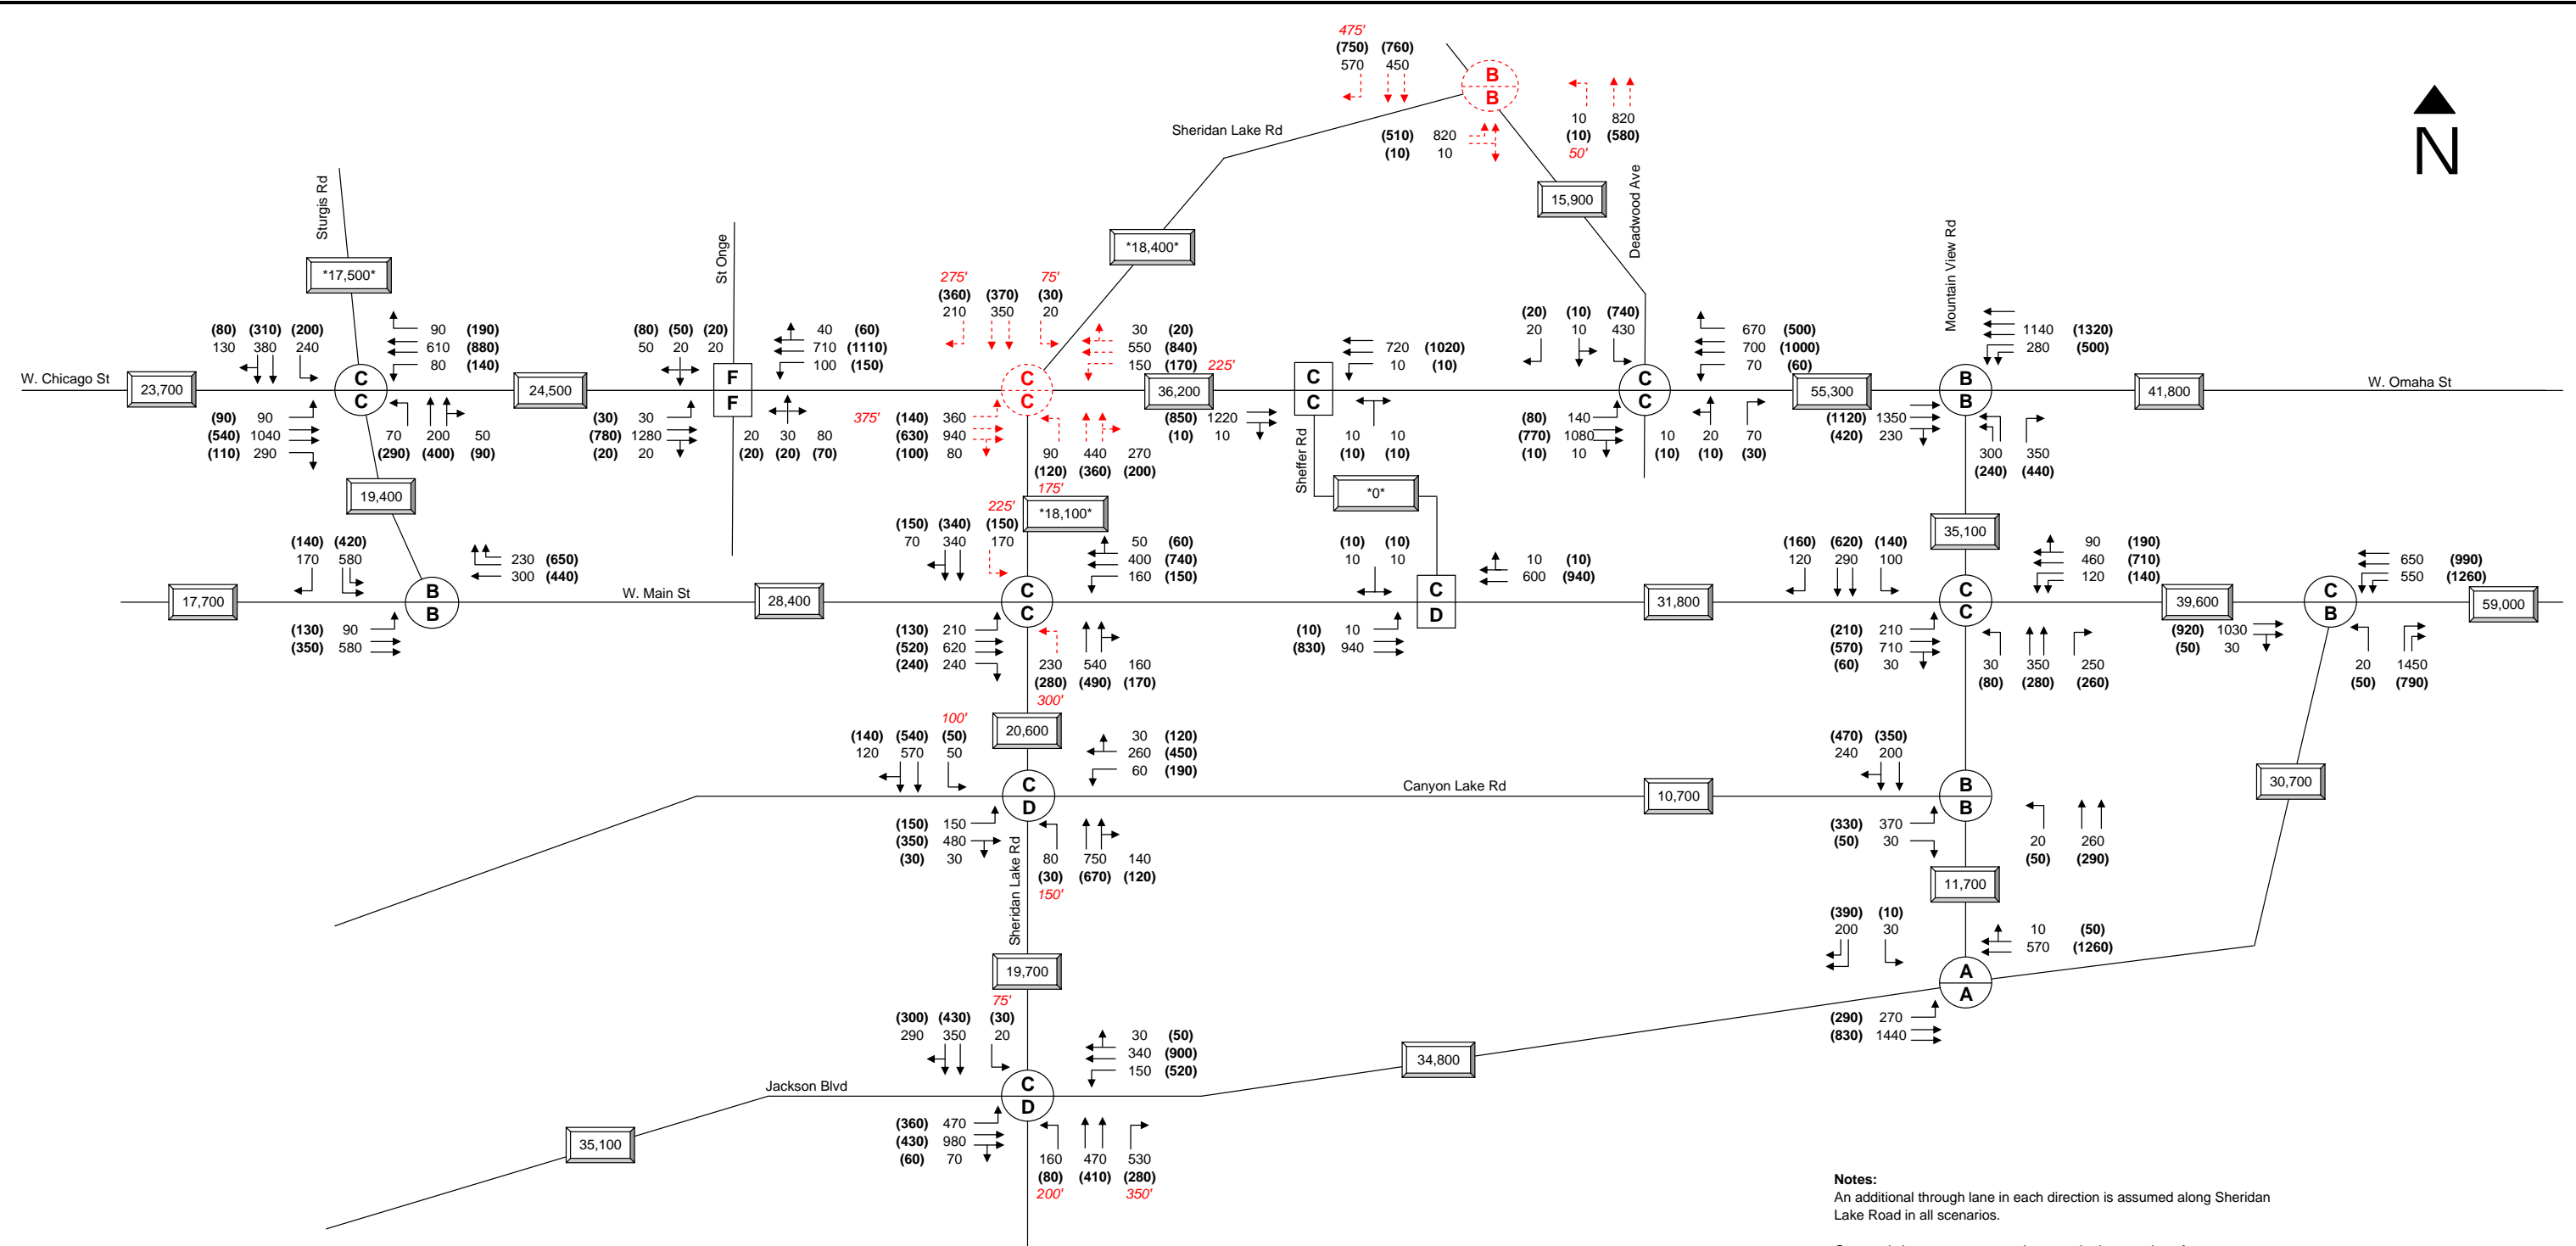 475'
(750) (760)
570 450
B
B
10 820
(10) (580)
50'
(510) 820
(10) 10
Sheridan Lake Rd
N
15,900
Deadwood Ave
*18,400*
Sturgis Rd
*17,500*
St Onge
Mountain View Rd
W. Chicago St
23,700
(80) (310) (200)
130 380 240
90 (190)
610 (880)
80 (140)
C
C
(90) 90
(540) 1040
(110) 290
70 200 50
(290) (400) (90)
24,500
(80) (50) (20)
50 20 20
40 (60)
710 (1110)
100 (150)
F
F
(30) 30
(780) 1280
(20) 20
20 30 80
(20) (20) (70)
275' 75'
(360) (370) (30)
210 350 20
30 (20)
550 (840)
150 (170) 225'
C
C
375' (140) 360
(630) 940
(100) 80
90 440 270
(120) (360) (200)
175'
36,200
720 (1020)
10 (10)
C
C
(850) 1220
(10) 10
10 10
(10) (10)
Sheffer Rd
*0*
(20) (10) (740)
20 10 430
670 (500)
700 (1000)
70 (60)
C
C
(80) 140
(770) 1080
(10) 10
10 20 70
(10) (10) (30)
55,300
1140 (1320)
280 (500)
B
B
(1120) 1350
(420) 230
300 350
(240) (440)
41,800
W. Omaha St
19,400
*18,100*
35,100
17,700
(140) (420)
170 580
230 (650)
300 (440)
B
B
(130) 90
(350) 580
W. Main St
28,400
225'
(150) (340) (150)
70 340 170
50 (60)
400 (740)
160 (150)
C
C
(130) 210
(520) 620
(240) 240
230 540 160
(280) (490) (170)
300'
(10) (10)
10 10
10 (10)
600 (940)
C
D
(10) 10
(830) 940
31,800
(160) (620) (140)
120 290 100
90 (190)
460 (710)
120 (140)
C
C
(210) 210
(570) 710
(60) 30
30 350 250
(80) (280) (260)
39,600
650 (990)
550 (1260)
C
B
(920) 1030
(50) 30
20 1450
(50) (790)
59,000
20,600
100'
(140) (540) (50)
120 570 50
30 (120)
260 (450)
60 (190)
C
D
(150) 150
(350) 480
(30) 30
80 750 140
(30) (670) (120)
150'
Canyon Lake Rd
10,700
(470) (350)
240 200
B
B
(330) 370
(50) 30
20 260
(50) (290)
30,700
Sheridan Lake Rd
11,700
19,700
(390) (10)
200 30
10 (50)
570 (1260)
A
A
(290) 270
(830) 1440
75'
(300) (430) (30)
290 350 20
30 (50)
340 (900)
150 (520)
C
D
(360) 470
(430) 980
(60) 70
160 470 530
(80) (410) (280)
200' 350'
Jackson Blvd
34,800
35,100
Notes:
An additional through lane in each direction is assumed along Sheridan
Lake Road in all scenarios.